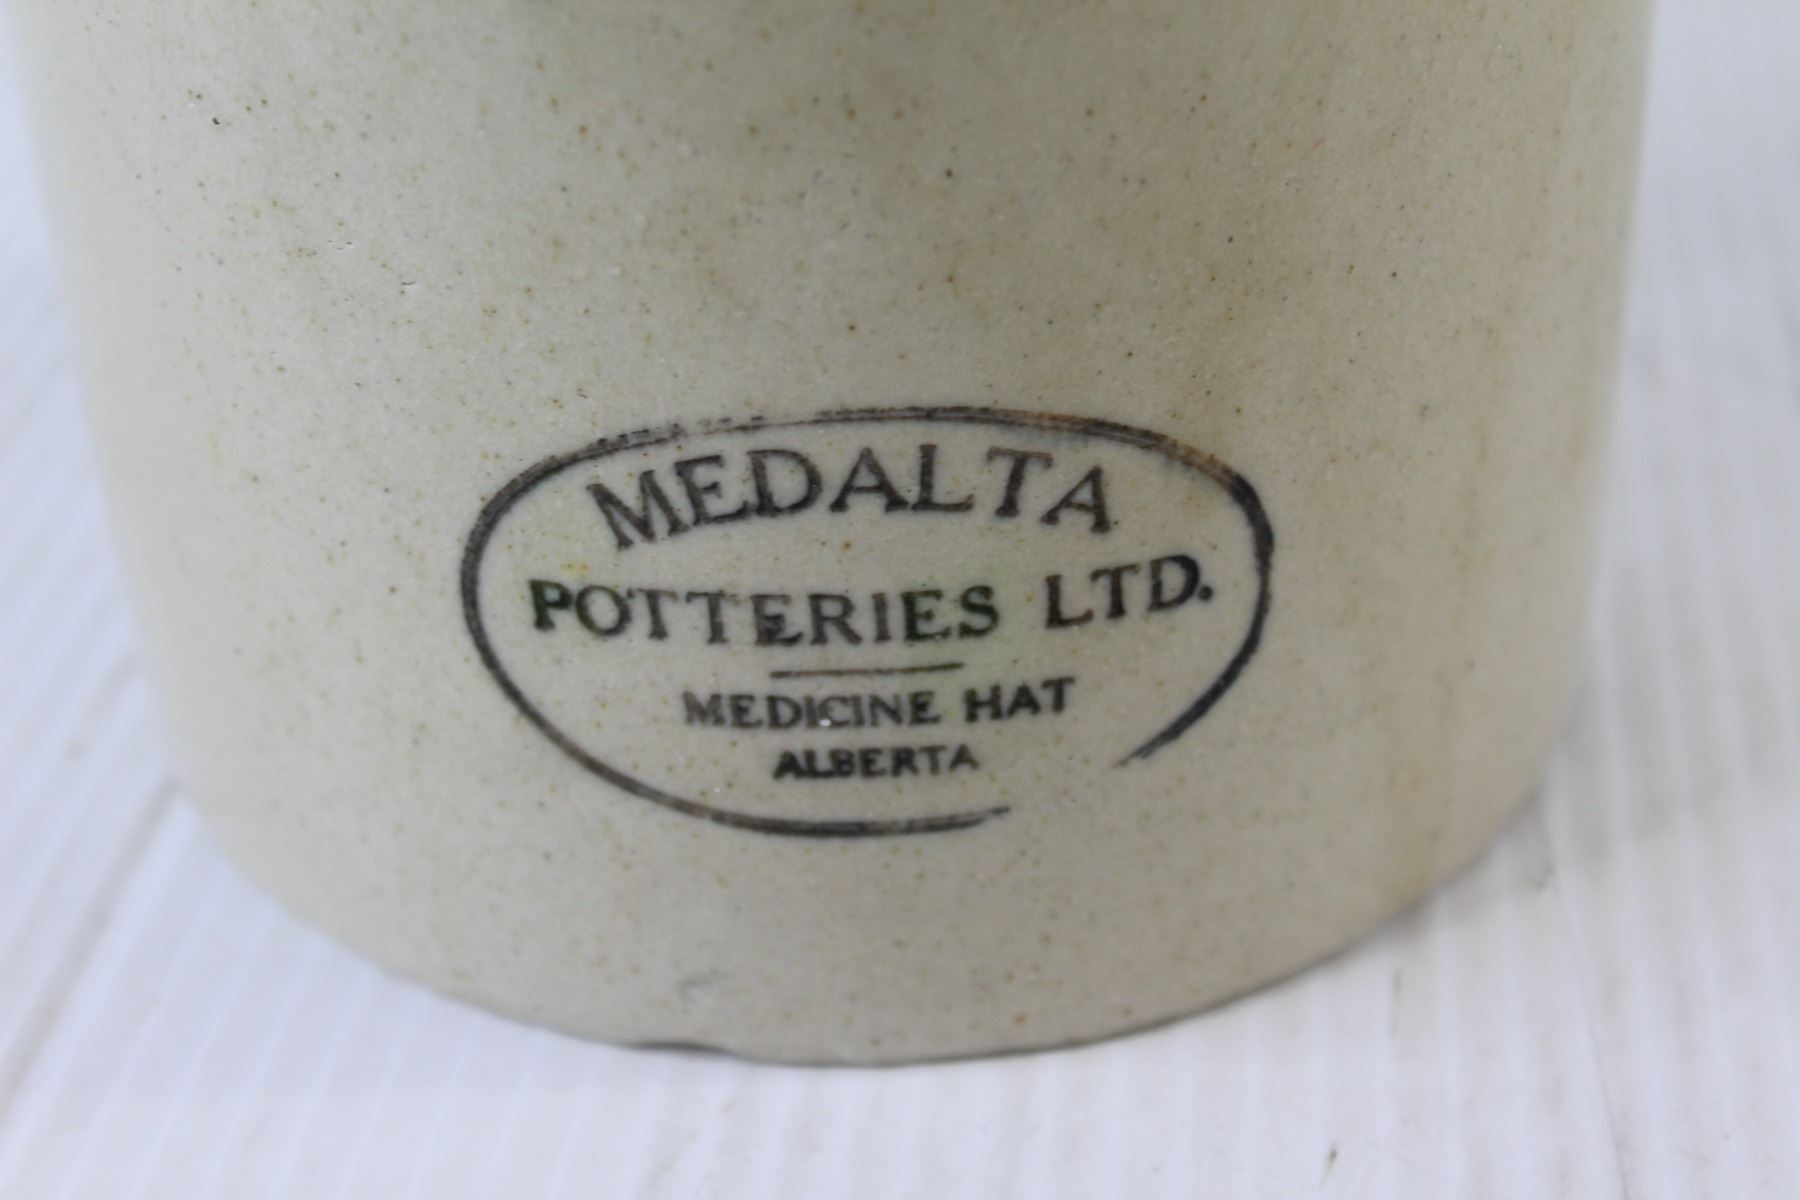 MEDALTA
POTTERIES LTD.
MEDICINE HAT
ALBERTA